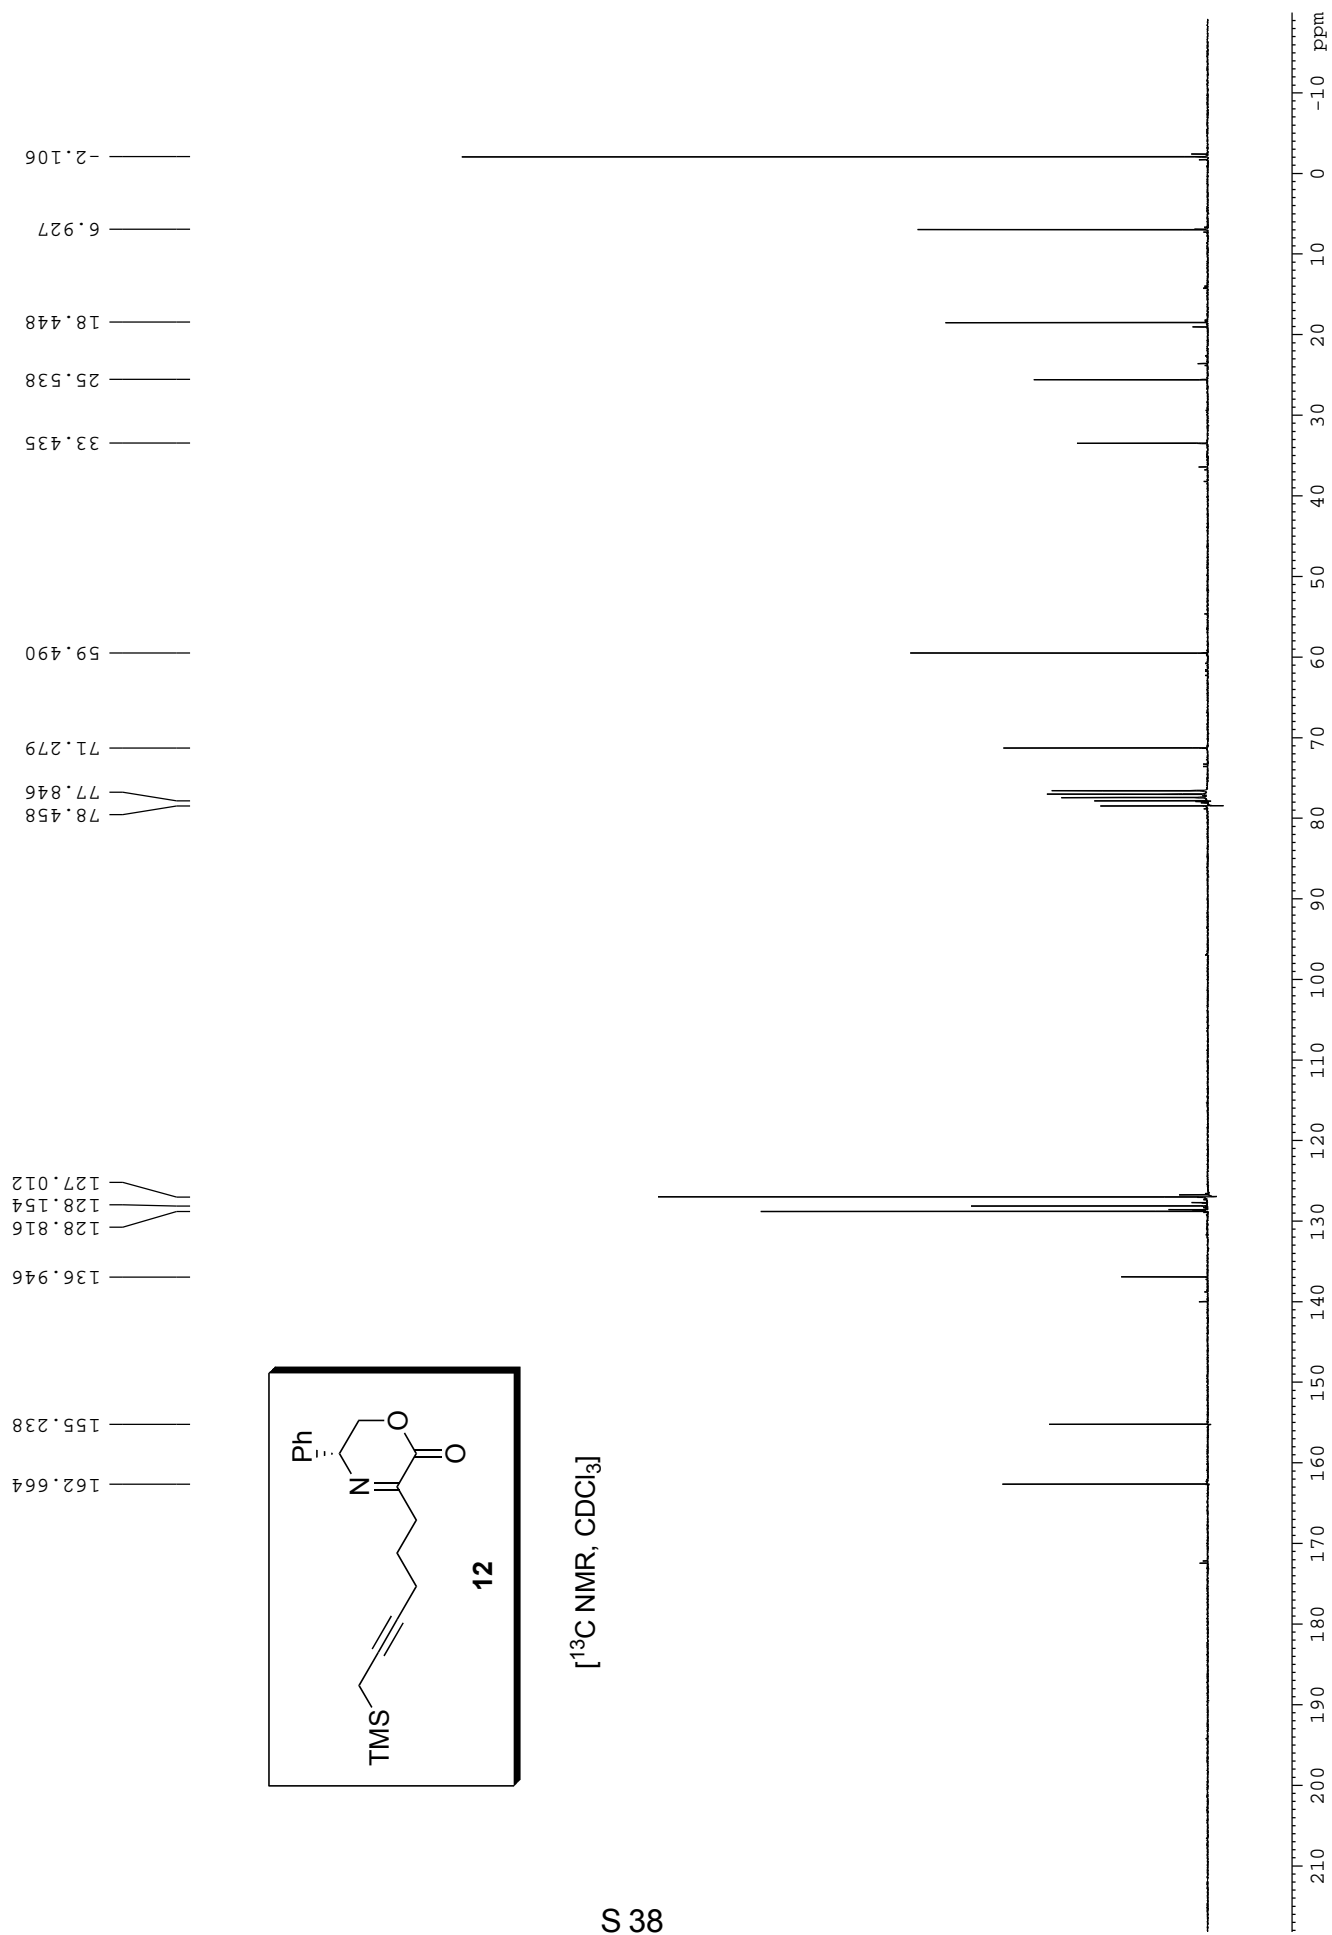 162.664
155.238
136.946
128.816
128.154
127.012
78.458
77.846
71.279
59.490
33.435
25.538
18.448
6.927
-2.106
Ph
N
O
O
TMS
12
[¹³C NMR, CDCl₃]
210 200 190 180 170 160 150 140 130 120 110 100 90 80 70 60 50 40 30 20 10 0 -10 ppm
S 38